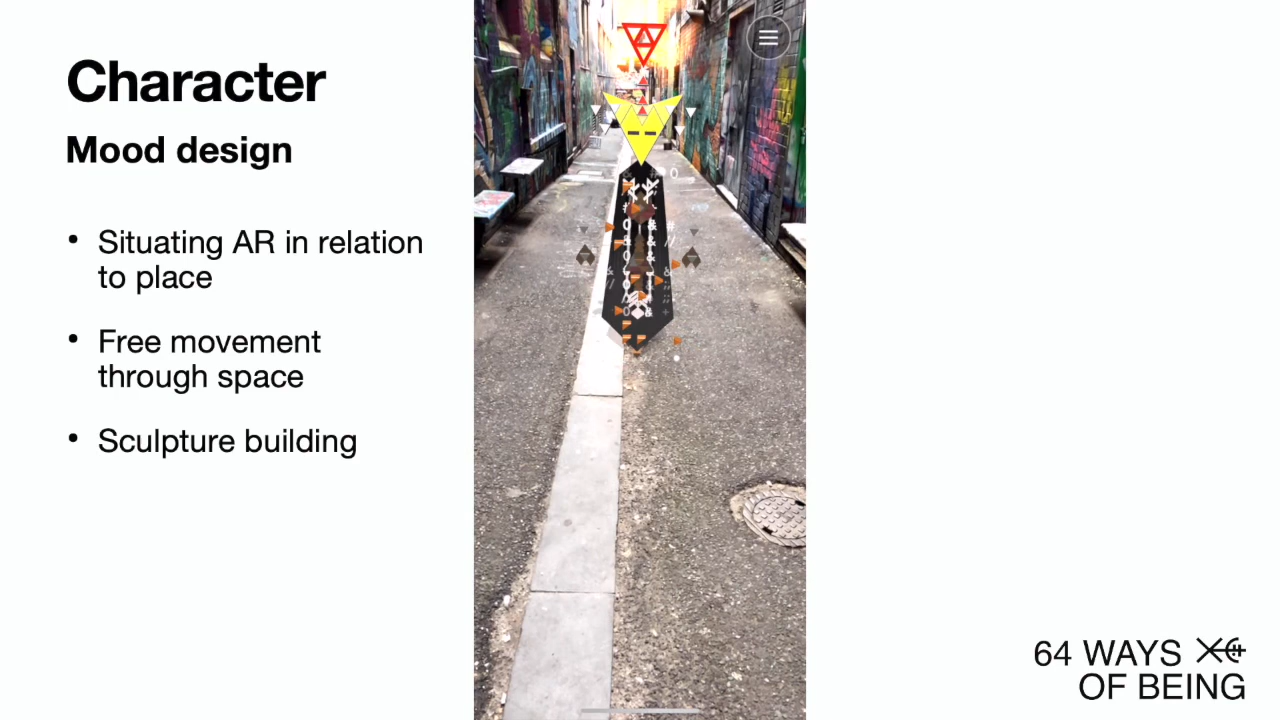 Character
Mood design
• Situating AR in relation
to place
• Free movement
through space
• Sculpture building
64 WAYS
OF BEING